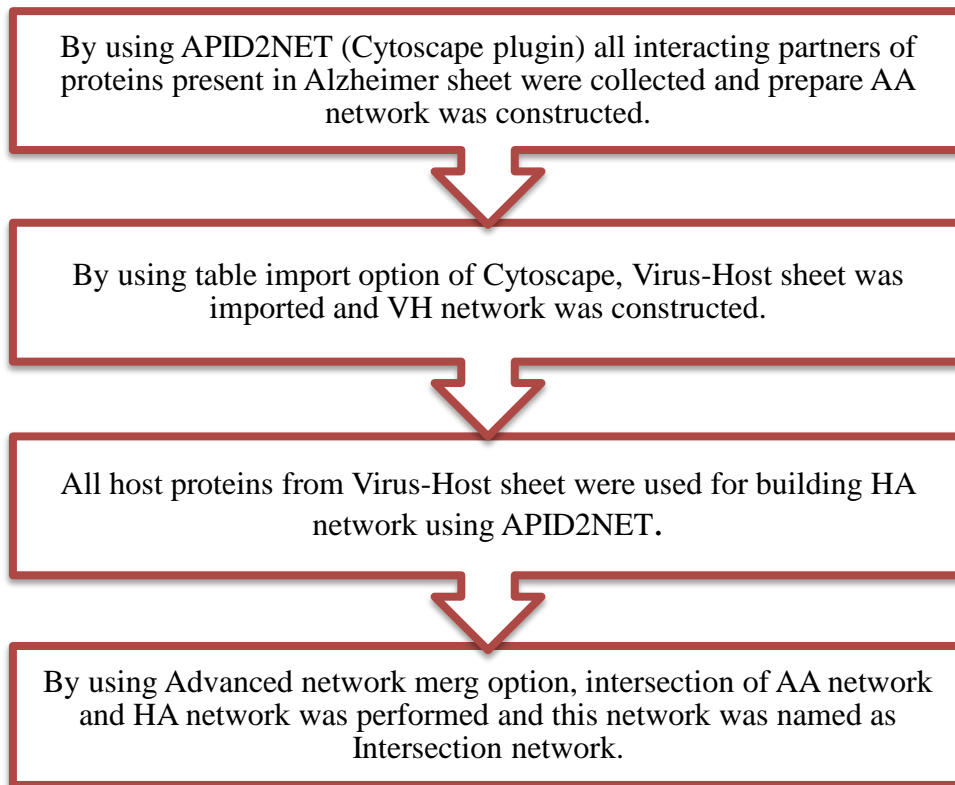 By using APID2NET (Cytoscape plugin) all interacting partners of
proteins present in Alzheimer sheet were collected and prepare AA
network was constructed.
By using table import option of Cytoscape, Virus-Host sheet was
imported and VH network was constructed.
All host proteins from Virus-Host sheet were used for building HA
network using APID2NET.
By using Advanced network merg option, intersection of AA network
and HA network was performed and this network was named as
Intersection network.